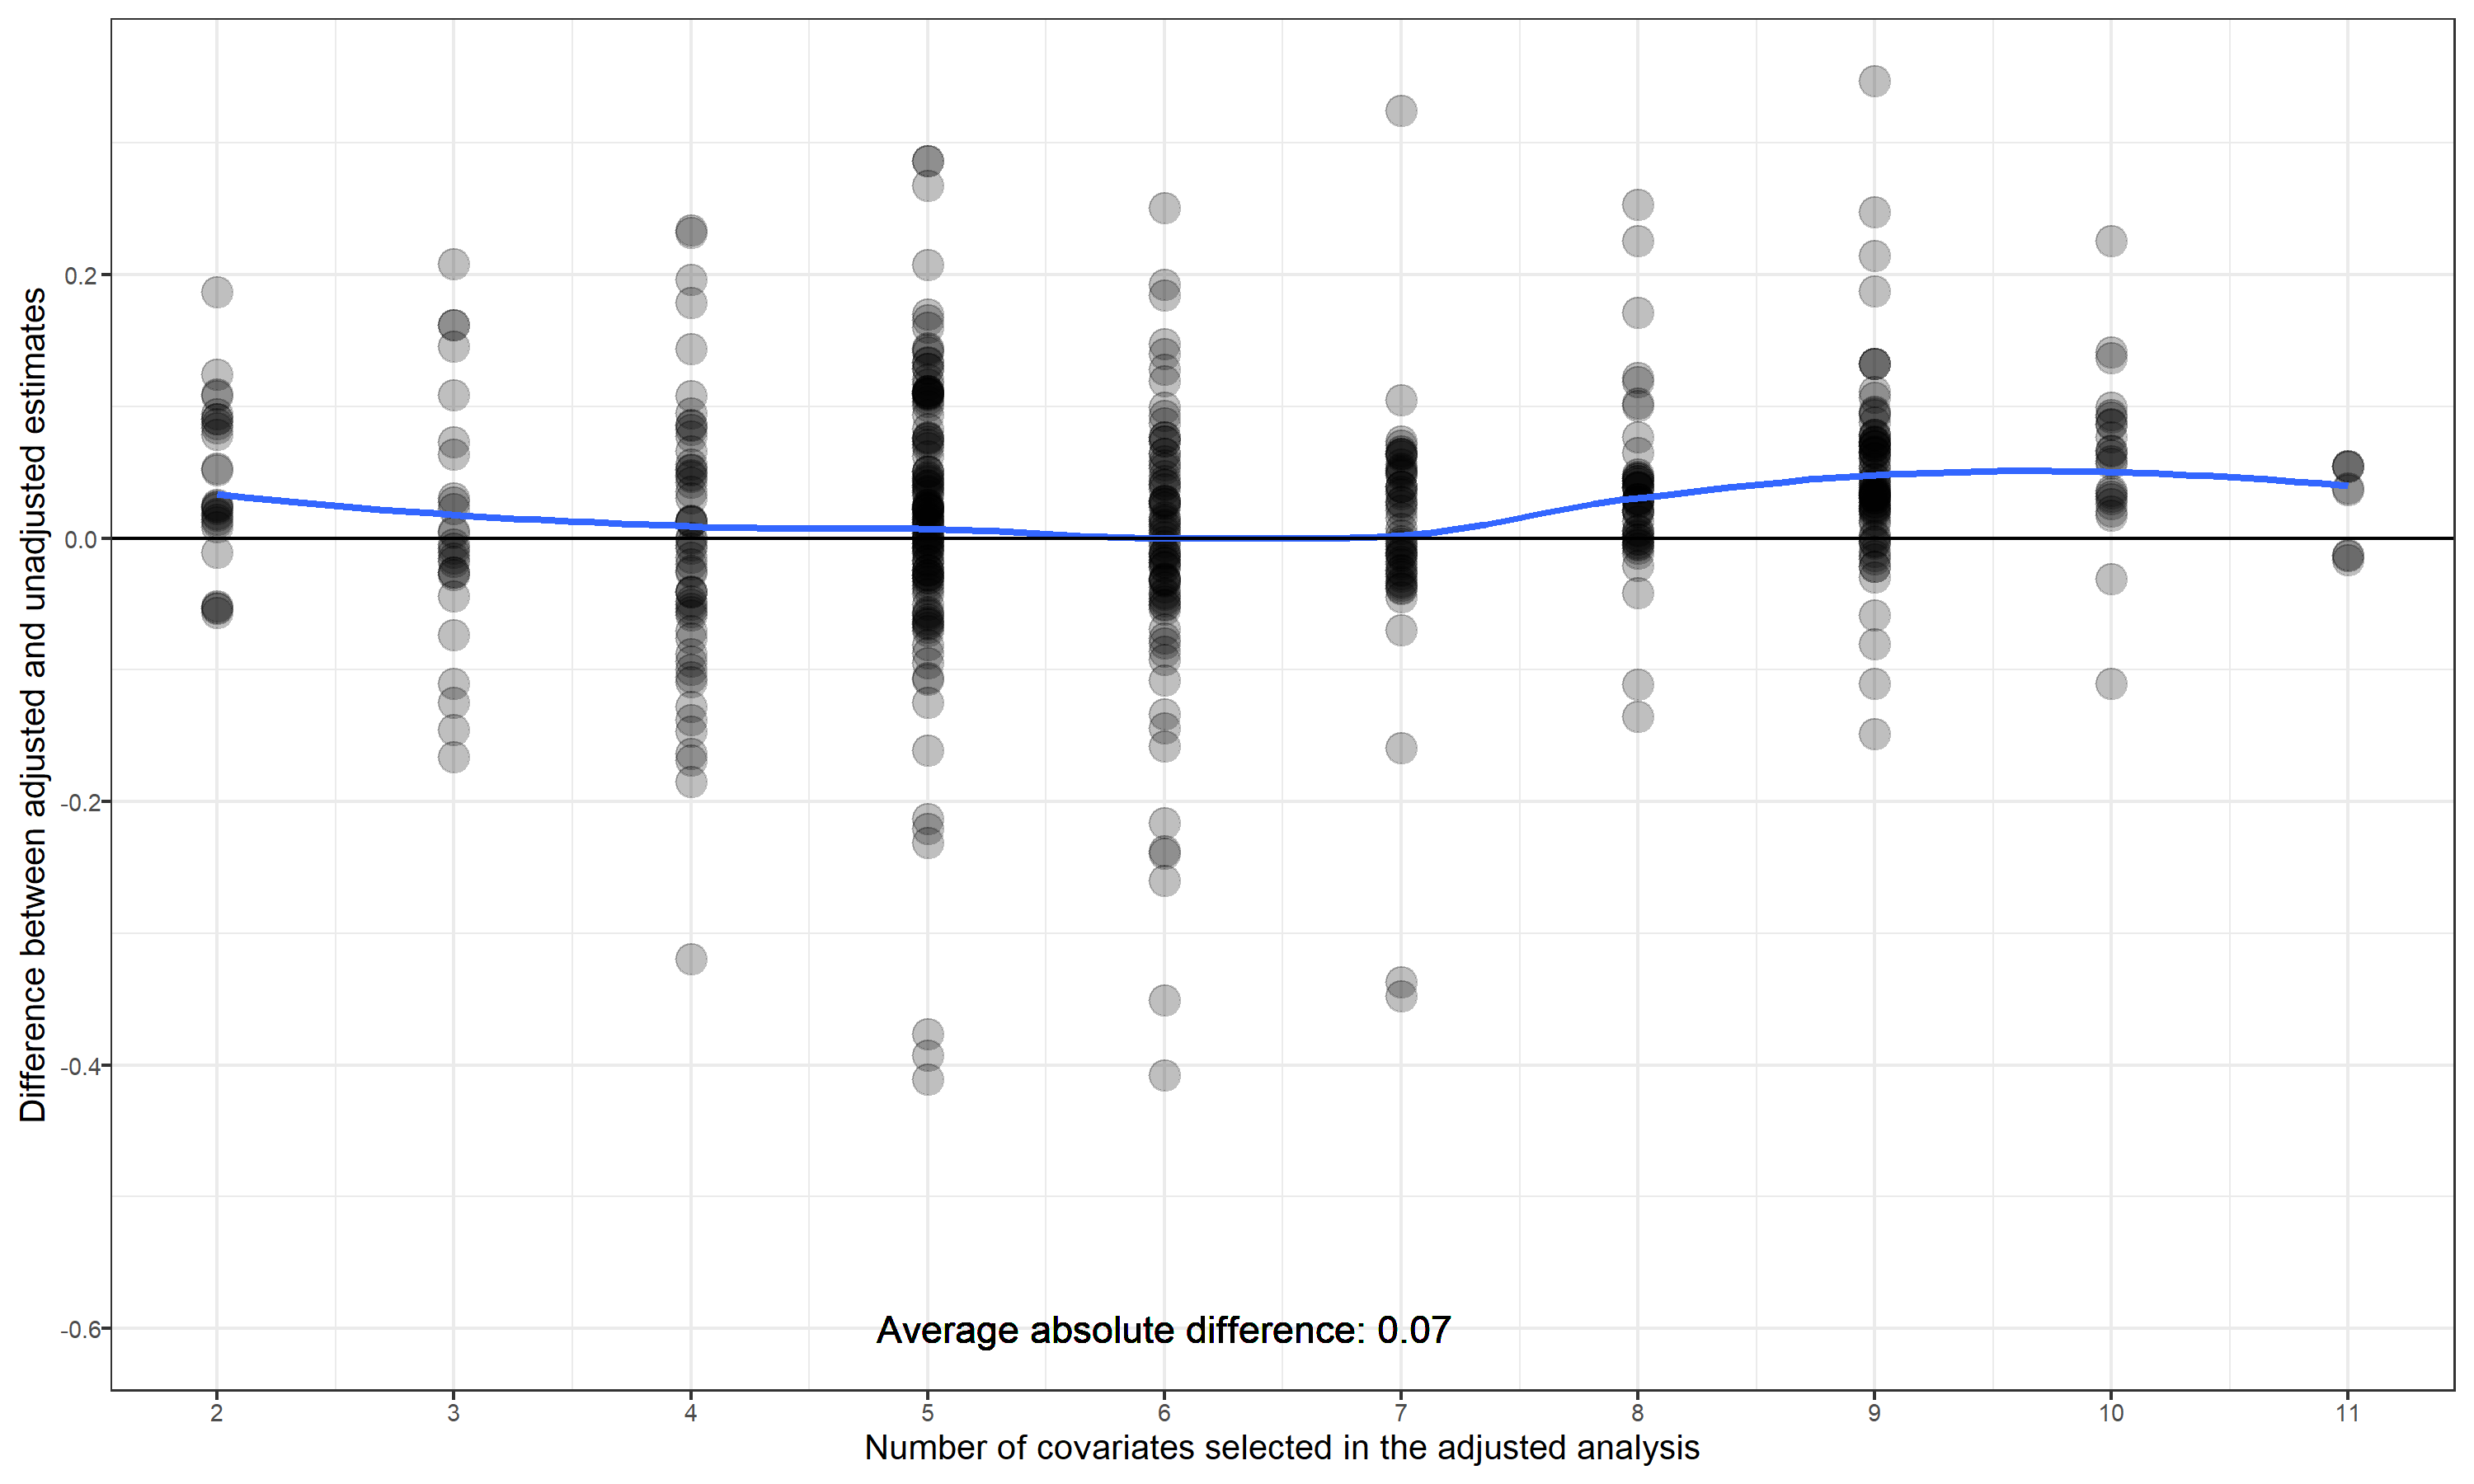 Difference between adjusted and unadjusted estimates
0.2
0.0
-0.2
-0.4
-0.6
Average absolute difference: 0.07
2 3 4 5 6 7 8 9 10 11
Number of covariates selected in the adjusted analysis